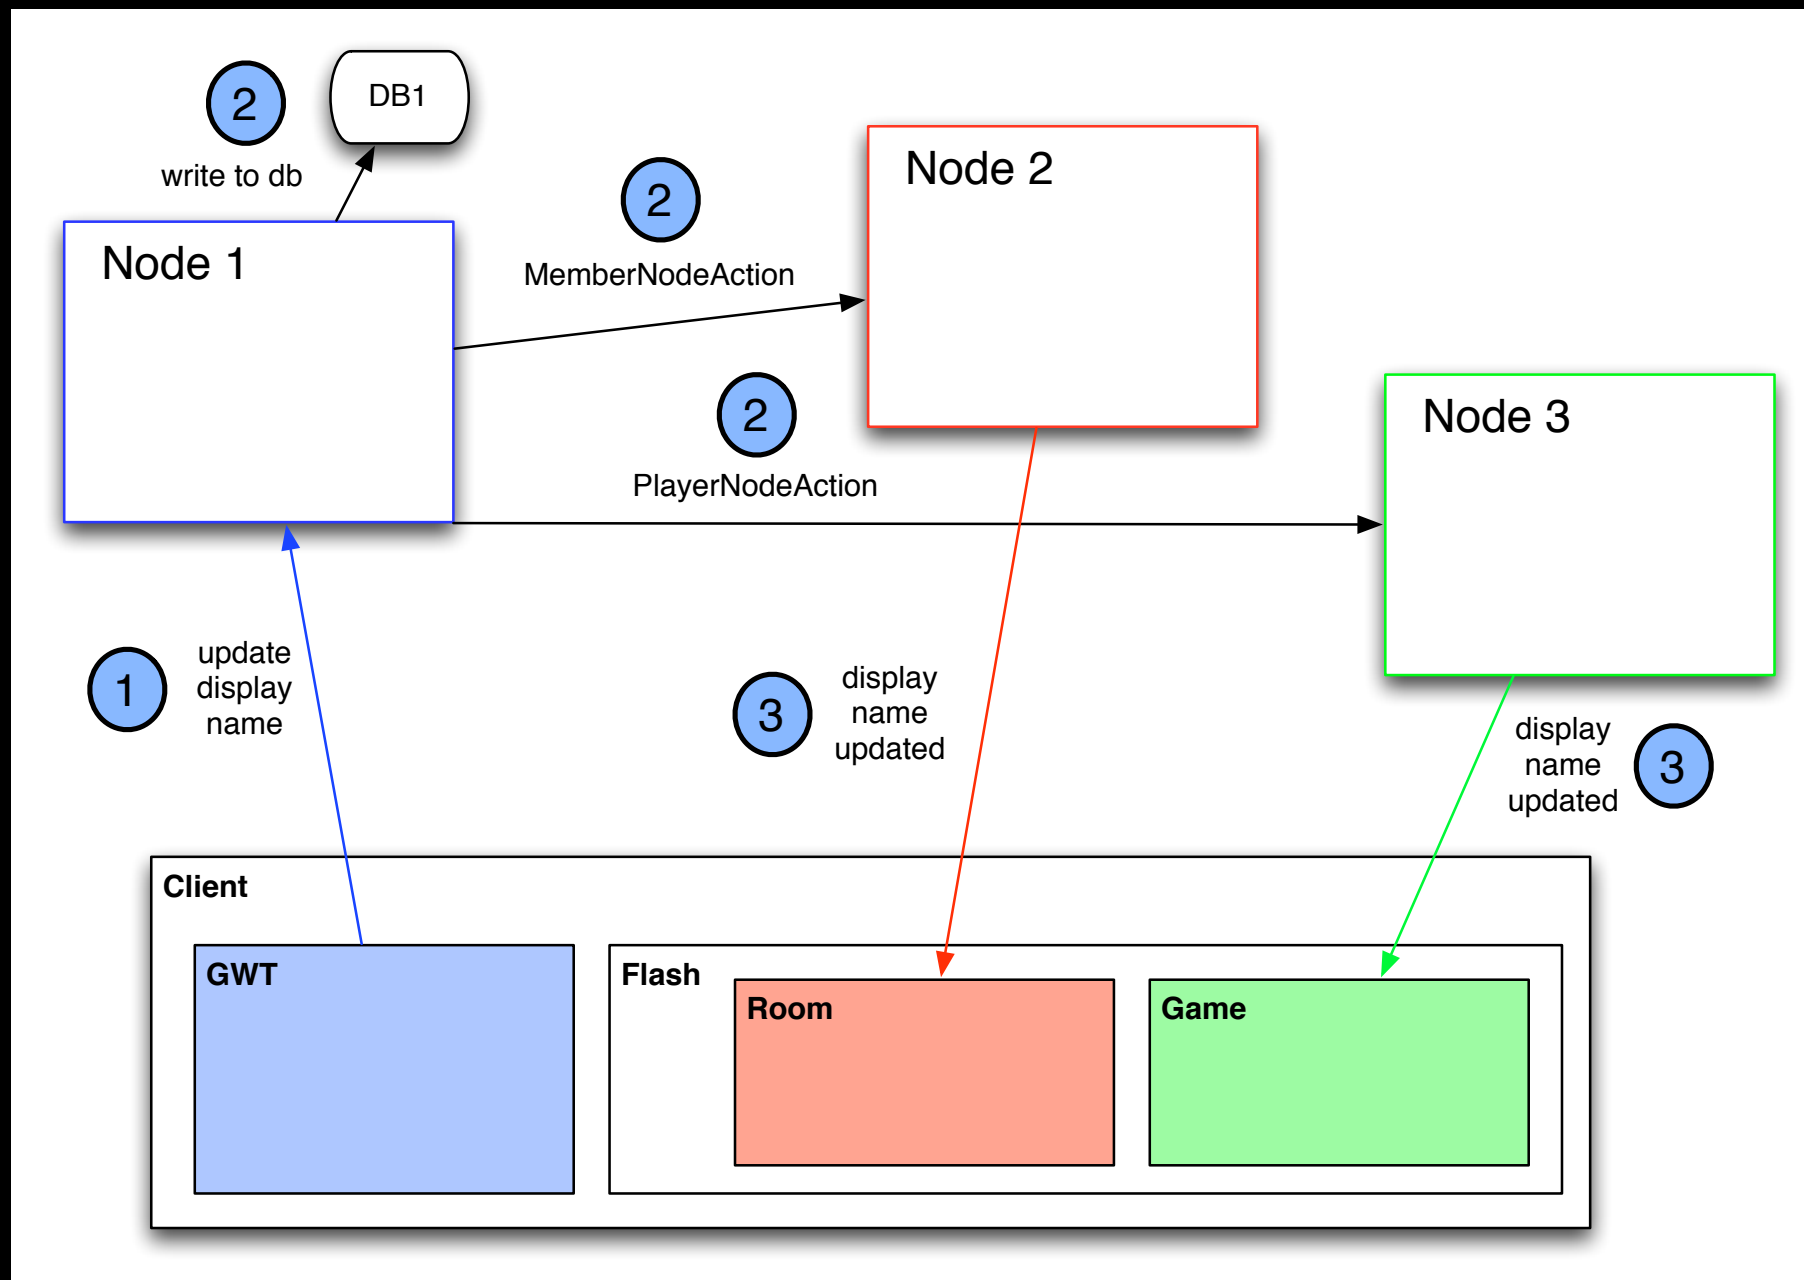 2
DB1
write to db
Node 1
2
MemberNodeAction
Node 2
2
PlayerNodeAction
Node 3
1
update
display
name
3
display
name
updated
display
name
updated
3
Client
GWT
Flash
Room
Game